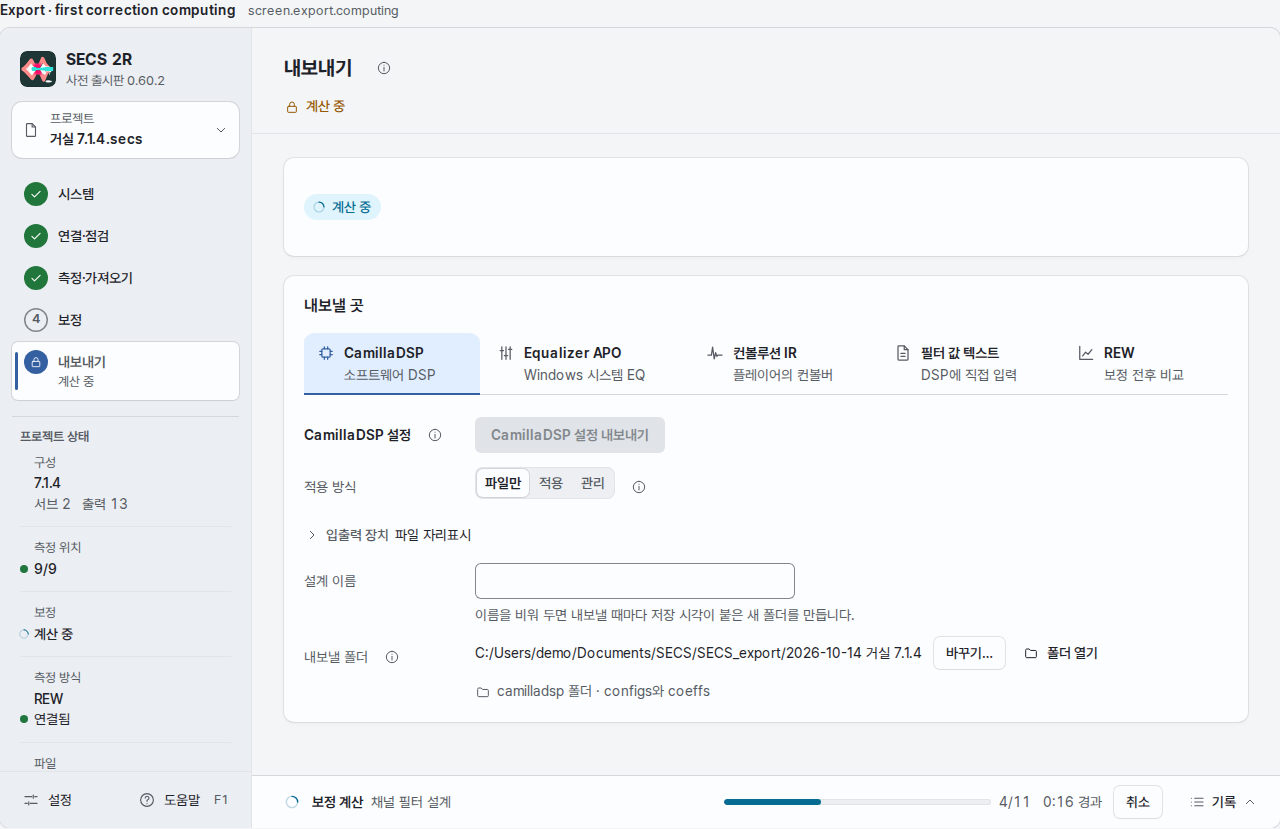 Export · first correction computing screen.export.computing
SECS 2R
사전 출시판 0.60.2
프로젝트
거실 7.1.4.secs
시스템
연결·점검
측정·가져오기
4 보정
내보내기
계산 중
프로젝트 상태
구성
7.1.4
서브 2 출력 13
측정 위치
9/9
보정
계산 중
측정 방식
REW
연결됨
파일
설정
도움말 F1
내보내기
계산 중
계산 중
내보낼 곳
CamillaDSP
소프트웨어 DSP
Equalizer APO
Windows 시스템 EQ
컨볼루션 IR
플레이어의 컨볼버
필터 값 텍스트
DSP에 직접 입력
REW
보정 전후 비교
CamillaDSP 설정
CamillaDSP 설정 내보내기
적용 방식
파일만 적용 관리
입출력 장치 파일 자리표시
설계 이름
이름을 비워 두면 내보낼 때마다 저장 시각이 붙은 새 폴더를 만듭니다.
내보낼 폴더
C:/Users/demo/Documents/SECS/SECS_export/2026-10-14 거실 7.1.4
바꾸기...
폴더 열기
camilladsp 폴더 · configs와 coeffs
보정 계산 채널 필터 설계
4/11 0:16 경과
취소
기록